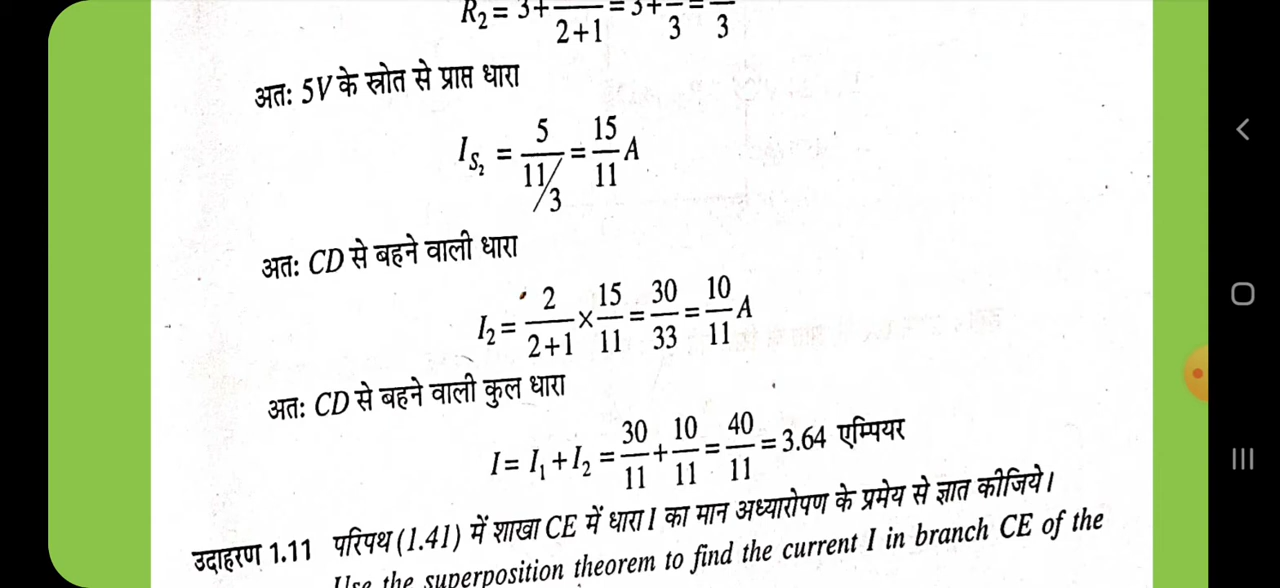 R₂ = 3+ 2+1 = 3+ 3 = 3
अतः 5V के स्रोत से प्राप्त धारा
I_S₂ = 5/(11/3) = 15/11 A
अतः CD से बहने वाली धारा
I₂ = 2/(2+1) × 15/11 = 30/33 = 10/11 A
अतः CD से बहने वाली कुल धारा
I = I₁ + I₂ = 30/11 + 10/11 = 40/11 = 3.64 एम्पियर
उदाहरण 1.11 परिपथ (1.41) में शाखा CE में धारा I का मान अध्यारोपण के प्रमेय से ज्ञात कीजिये।
Use the superposition theorem to find the current I in branch CE of the